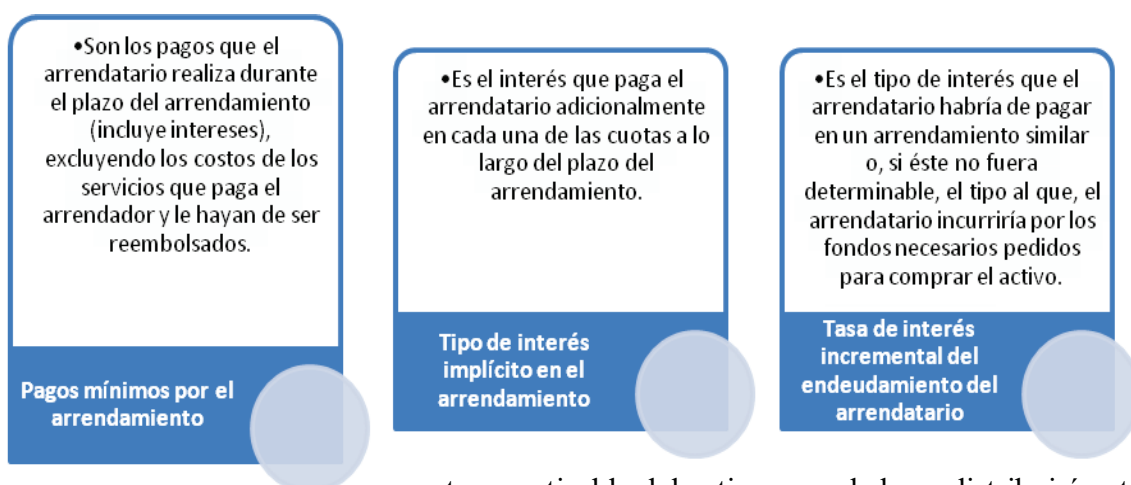 •Son los pagos que el
arrendatario realiza durante
el plazo del arrendamiento
(incluye intereses),
excluyendo los costos de los
servicios que paga el
arrendador y le hayan de ser
reembolsados.
Pagos mínimos por el
arrendamiento
•Es el interés que paga el
arrendatario adicionalmente
en cada una de las cuotas a lo
largo del plazo del
arrendamiento.
Tipo de interés
implícito en el
arrendamiento
•Es el tipo de interés que el
arrendatario habría de pagar
en un arrendamiento similar
o, si éste no fuera
determinable, el tipo al que, el
arrendatario incurriría por los
fondos necesarios pedidos
para comprar el activo.
Tasa de interés
incremental del
endeudamiento del
arrendatario